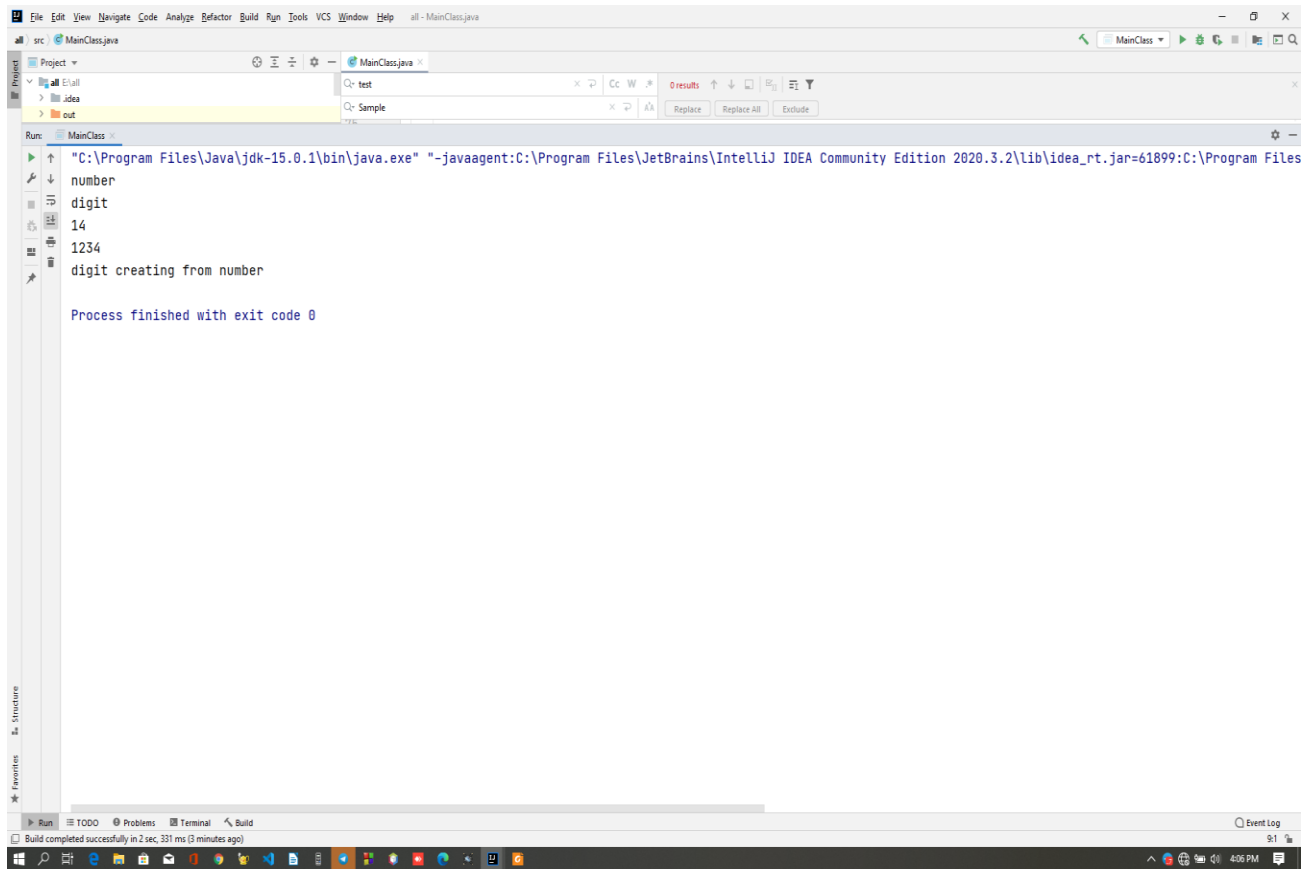 File Edit View Navigate Code Analyze Refactor Build Run Tools VCS Window Help all - MainClass.java
all src MainClass.java MainClass
Project MainClass.java
Project
all E:\all
test Cc W .* 0 results
.idea
Sample Replace Replace All Exclude
out
Run: MainClass
"C:\Program Files\Java\jdk-15.0.1\bin\java.exe" "-javaagent:C:\Program Files\JetBrains\IntelliJ IDEA Community Edition 2020.3.2\lib\idea_rt.jar=61899:C:\Program Files
number
digit
14
1234
digit creating from number
Process finished with exit code 0
Structure
Favorites
Run TODO Problems Terminal Build Event Log
Build completed successfully in 2 sec, 331 ms (3 minutes ago) 9:1
4:06 PM